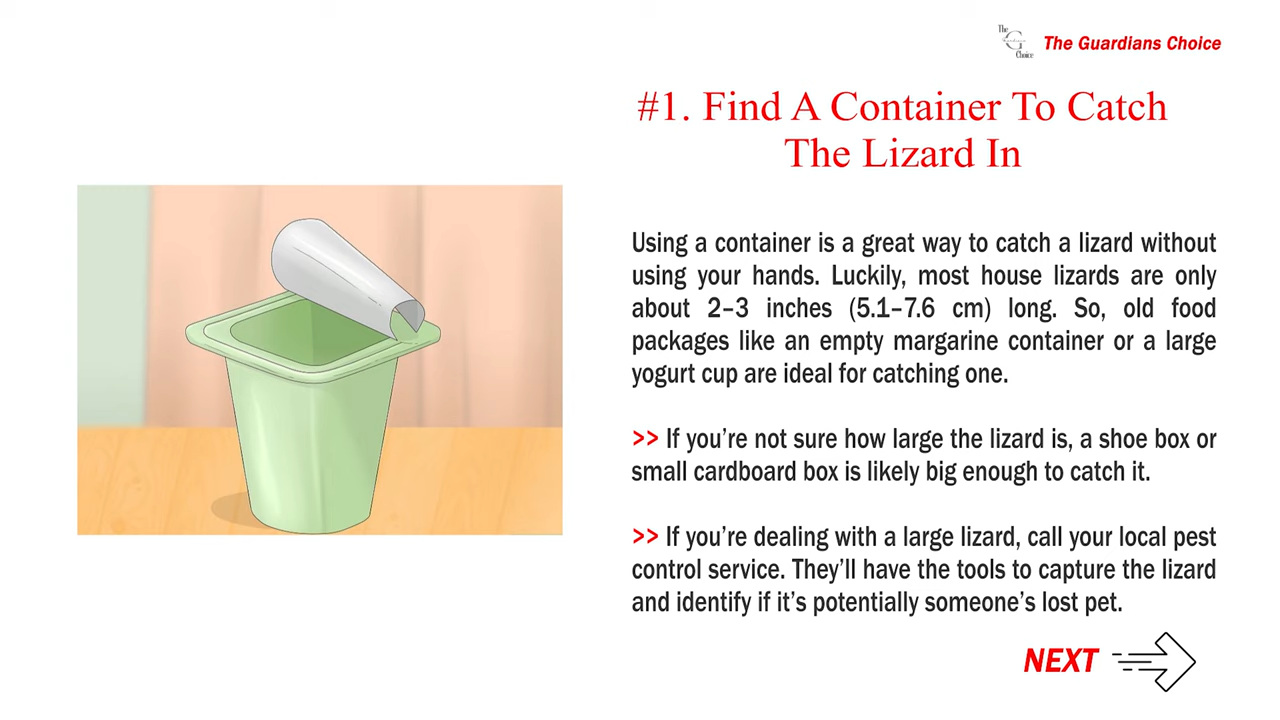 The
G
Choice
The Guardians Choice
#1. Find A Container To Catch
The Lizard In
Using a container is a great way to catch a lizard without
using your hands. Luckily, most house lizards are only
about 2–3 inches (5.1–7.6 cm) long. So, old food
packages like an empty margarine container or a large
yogurt cup are ideal for catching one.
>> If you’re not sure how large the lizard is, a shoe box or
small cardboard box is likely big enough to catch it.
>> If you’re dealing with a large lizard, call your local pest
control service. They’ll have the tools to capture the lizard
and identify if it’s potentially someone’s lost pet.
NEXT